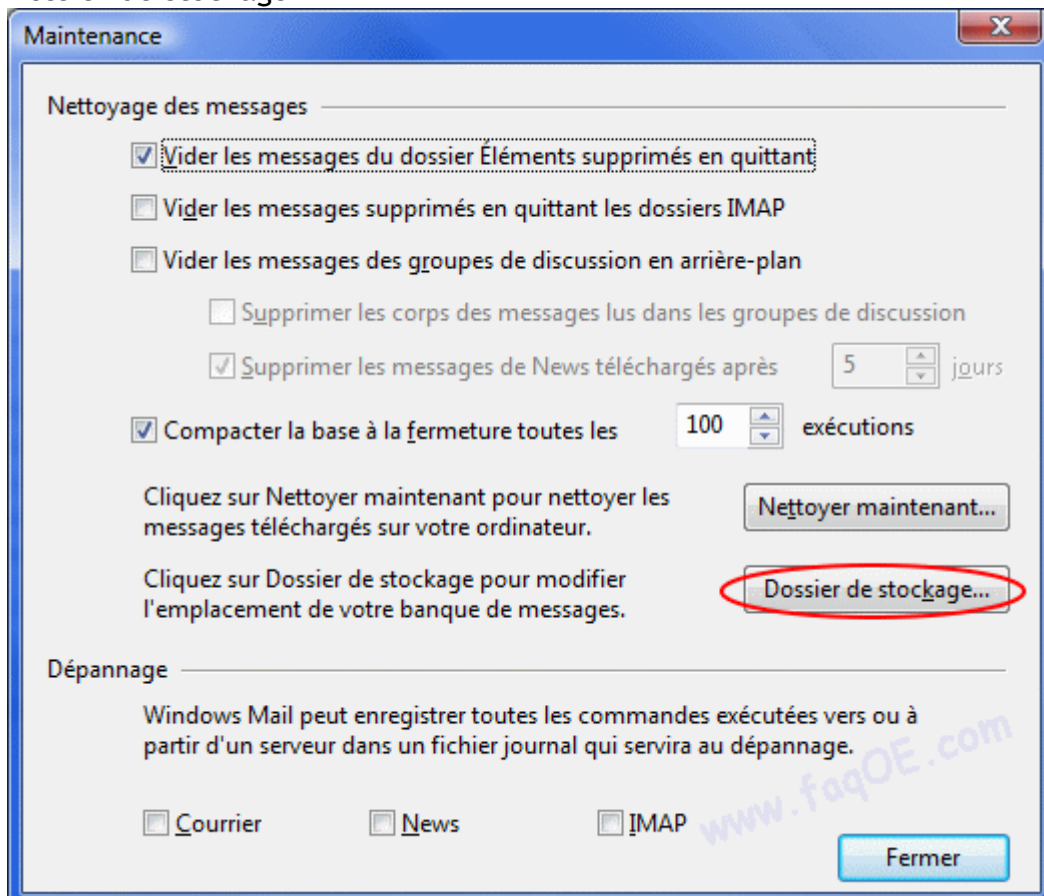 Maintenance
Nettoyage des messages
Vider les messages du dossier Éléments supprimés en quittant
Vider les messages supprimés en quittant les dossiers IMAP
Vider les messages des groupes de discussion en arrière-plan
Supprimer les corps des messages lus dans les groupes de discussion
Supprimer les messages de News téléchargés après 5 jours
Compacter la base à la fermeture toutes les 100 exécutions
Cliquez sur Nettoyer maintenant pour nettoyer les
messages téléchargés sur votre ordinateur.
Nettoyer maintenant...
Cliquez sur Dossier de stockage pour modifier
l'emplacement de votre banque de messages.
Dossier de stockage...
Dépannage
Windows Mail peut enregistrer toutes les commandes exécutées vers ou à
partir d'un serveur dans un fichier journal qui servira au dépannage.
www.faqOE.com
Courrier News IMAP
Fermer